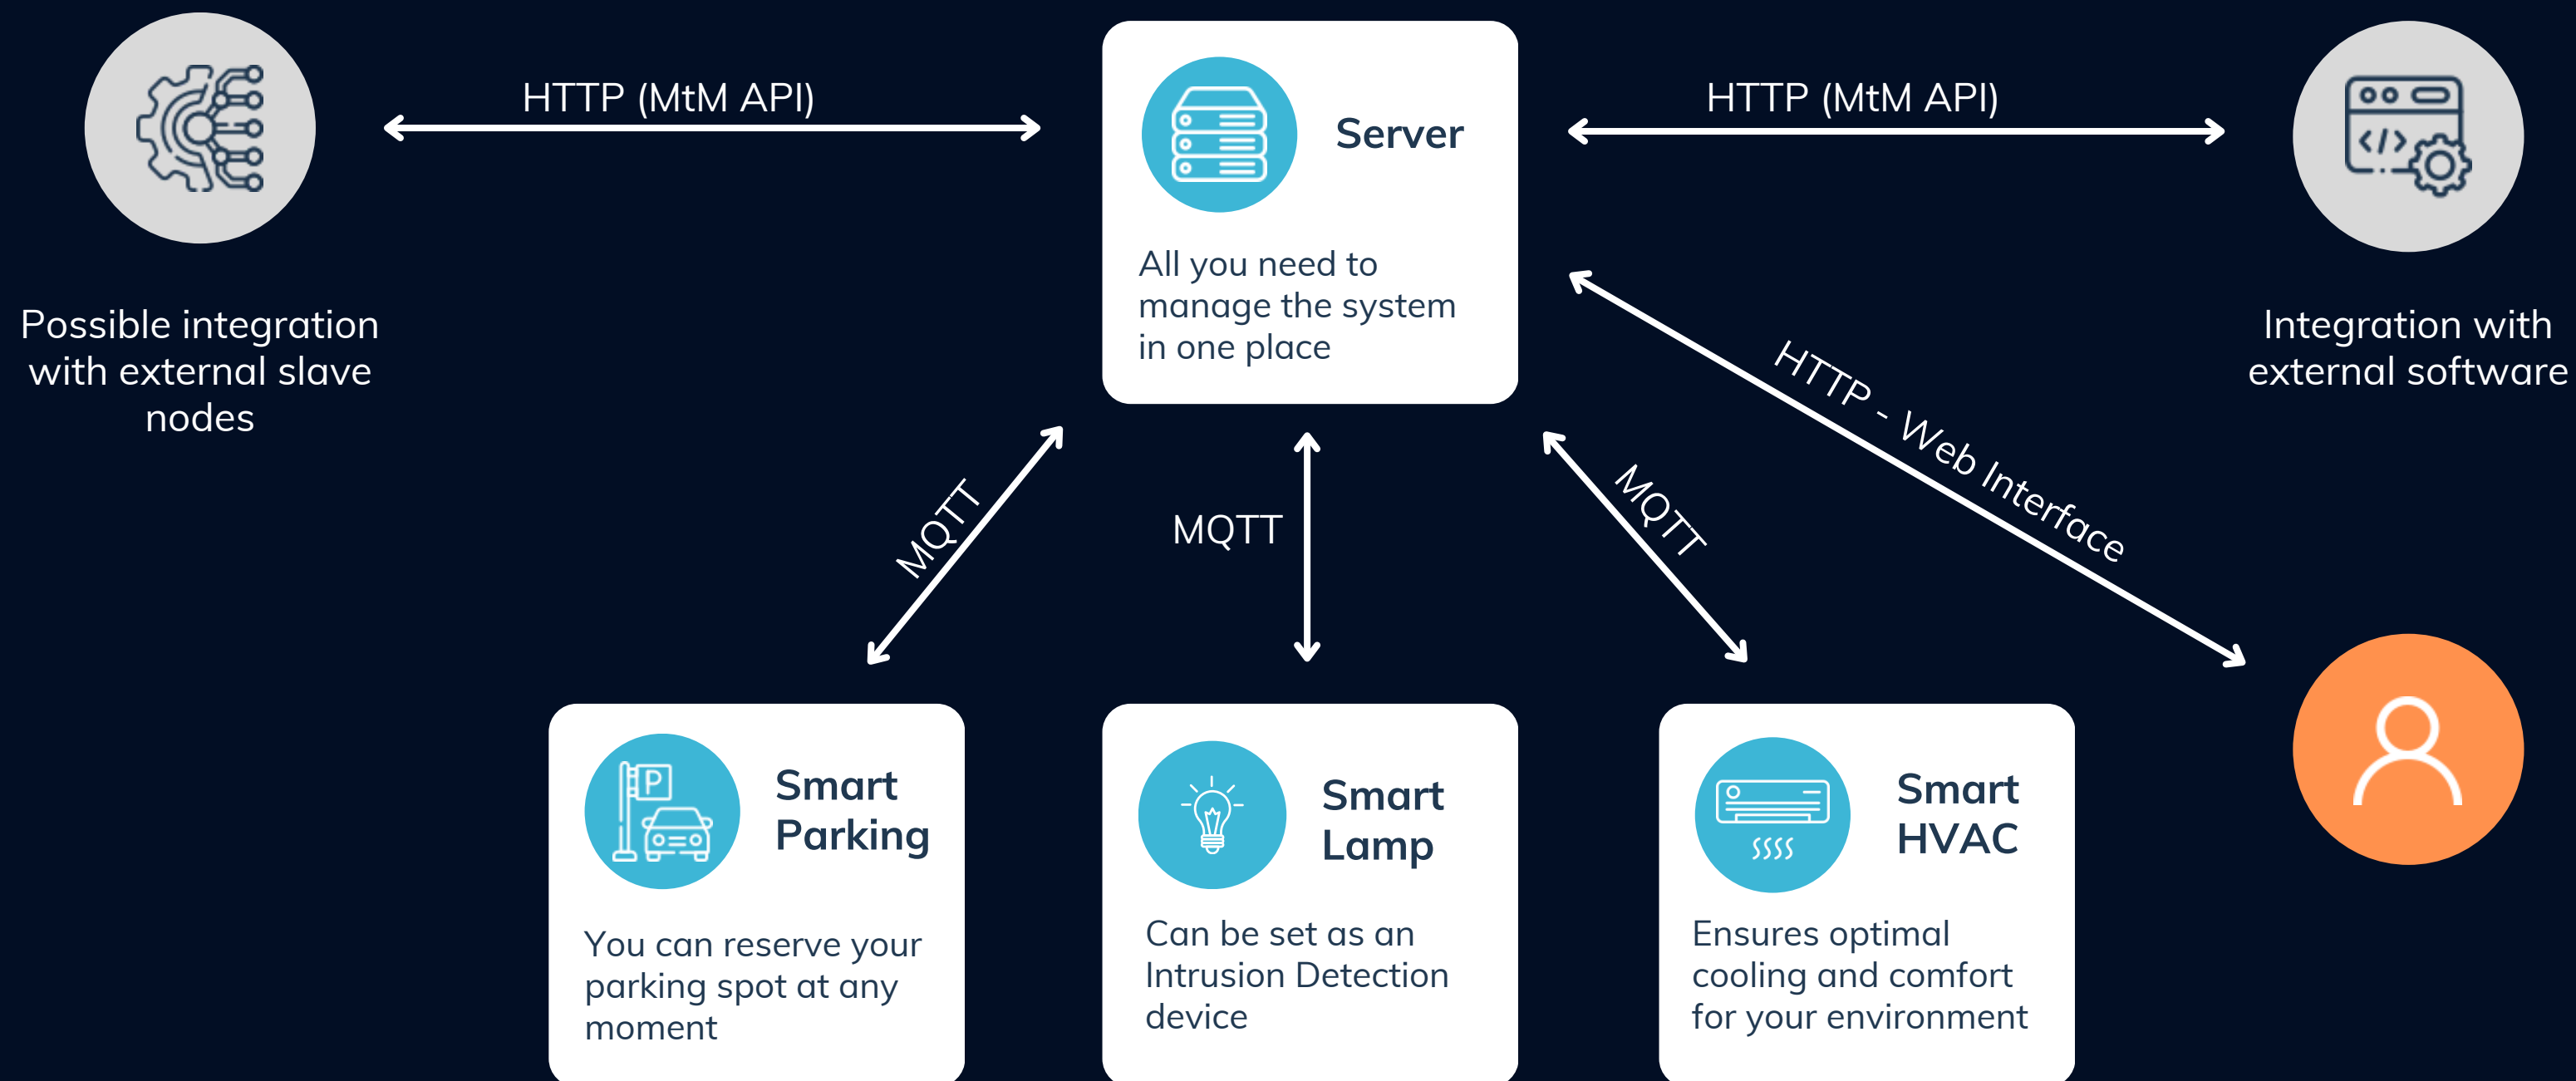 HTTP (MtM API)
Server
HTTP (MtM API)
</>
All you need to
manage the system
in one place
Possible integration
with external slave
nodes
Integration with
external software
HTTP - Web Interface
MQTT
MQTT
MQTT
P
Smart
Parking
You can reserve your
parking spot at any
moment
Smart
Lamp
Can be set as an
Intrusion Detection
device
Smart
HVAC
Ensures optimal
cooling and comfort
for your environment